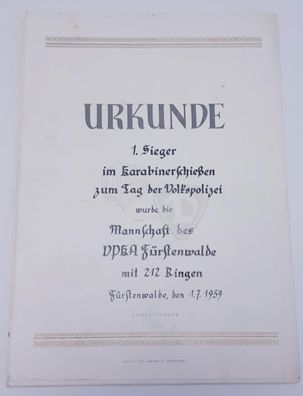 URKUNDE
1. Sieger
im Karabinerschießen
zum Tag der Volkspolizei
wurde die
Mannschaft des
VPKA Fürstenwalde
mit 212 Ringen
Fürstenwalde, den 1.7.1959